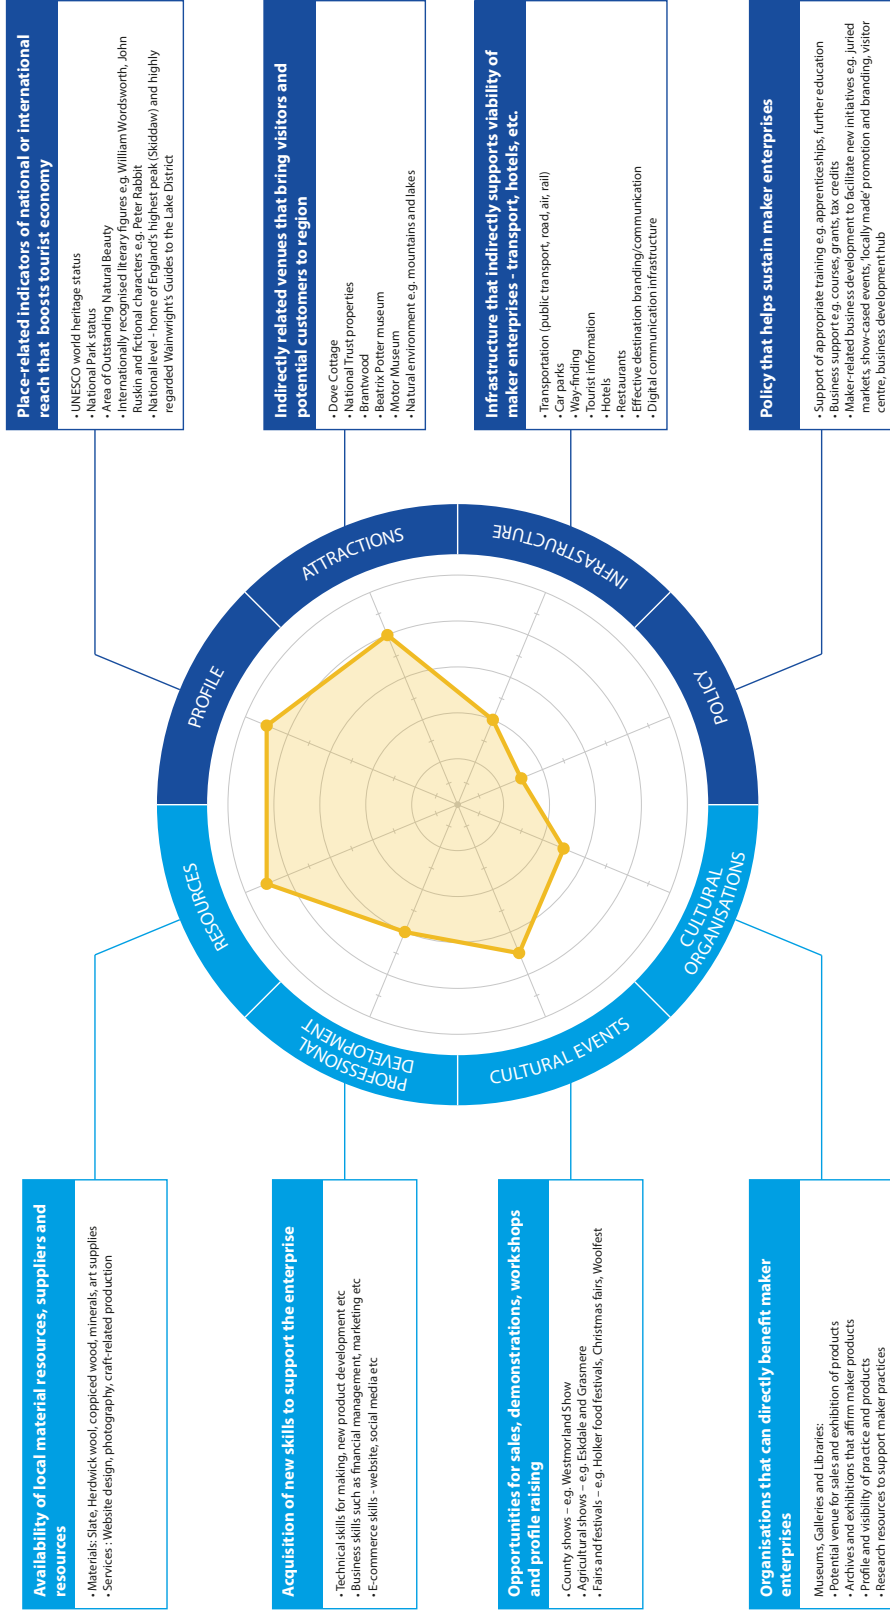 Place-related indicators of national or international
reach that boosts tourist economy
• UNESCO world heritage status
• National Park status
• Area of Outstanding Natural Beauty
• Internationally recognised literary figures e.g. William Wordsworth, John
Ruskin and fictional characters e.g. Peter Rabbit
• National level - home of England's highest peak (Skiddaw) and highly
regarded Wainwright's Guides to the Lake District
Indirectly related venues that bring visitors and
potential customers to region
• Dove Cottage
• National Trust properties
• Brantwood
• Beatrix Potter museum
• Motor Museum
• Natural environment e.g. mountains and lakes
Infrastructure that indirectly supports viability of
maker enterprises - transport, hotels, etc.
• Transportation (public transport, road, air, rail)
• Car parks
• Way-finding
• Tourist information
• Hotels
• Restaurants
• Effective destination branding/communication
• Digital communication infrastructure
Policy that helps sustain maker enterprises
• Support of appropriate training e.g. apprenticeships, further education
• Business support e.g. courses, grants, tax credits
• Maker-related business development to facilitate new initiatives e.g. juried
markets, show-cased events, 'locally made' promotion and branding, visitor
centre, business development hub
PROFILE
ATTRACTIONS
INFRASTRUCTURE
POLICY
RESOURCES
PROFESSIONAL
DEVELOPMENT
CULTURAL EVENTS
CULTURAL
ORGANISATIONS
Availability of local material resources, suppliers and
resources
• Materials: Slate, Herdwick wool, coppiced wood, minerals, art supplies
• Services : Website design, photography, craft-related production
Acquisition of new skills to support the enterprise
• Technical skills for making, new product development etc
• Business skills such as financial management, marketing etc
• E-commerce skills - website, social media etc
Opportunities for sales, demonstrations, workshops
and profile raising
• County shows – e.g. Westmorland Show
• Agricultural shows – e.g. Eskdale and Grasmere
• Fairs and festivals – e.g. Holker food festivals, Christmas fairs, Woolfest
Organisations that can directly benefit maker
enterprises
Museums, Galleries and Libraries:
• Potential venue for sales and exhibition of products
• Archives and exhibitions that affirm maker products
• Profile and visibility of practice and products
• Research resources to support maker practices